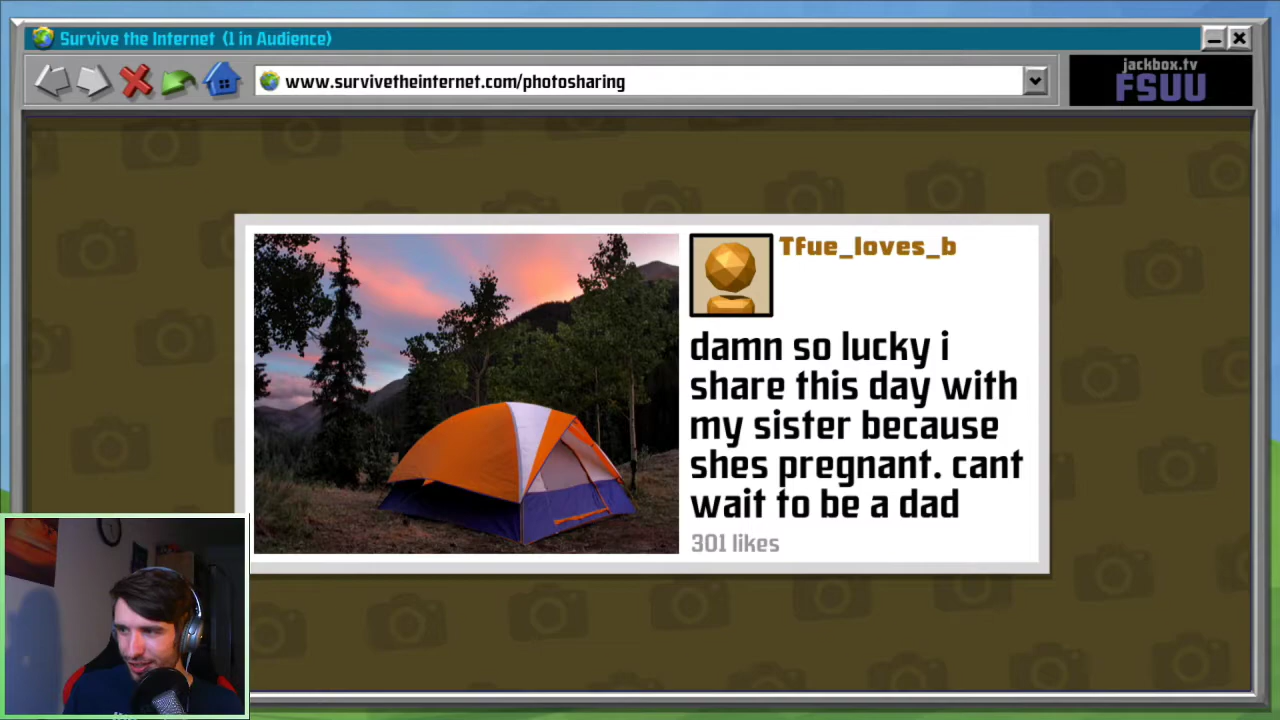 Survive the Internet (1 in Audience)
www.survivetheinternet.com/photosharing
jackbox.tv
FSUU
Tfue_loves_b
damn so lucky i
share this day with
my sister because
shes pregnant. cant
wait to be a dad
301 likes